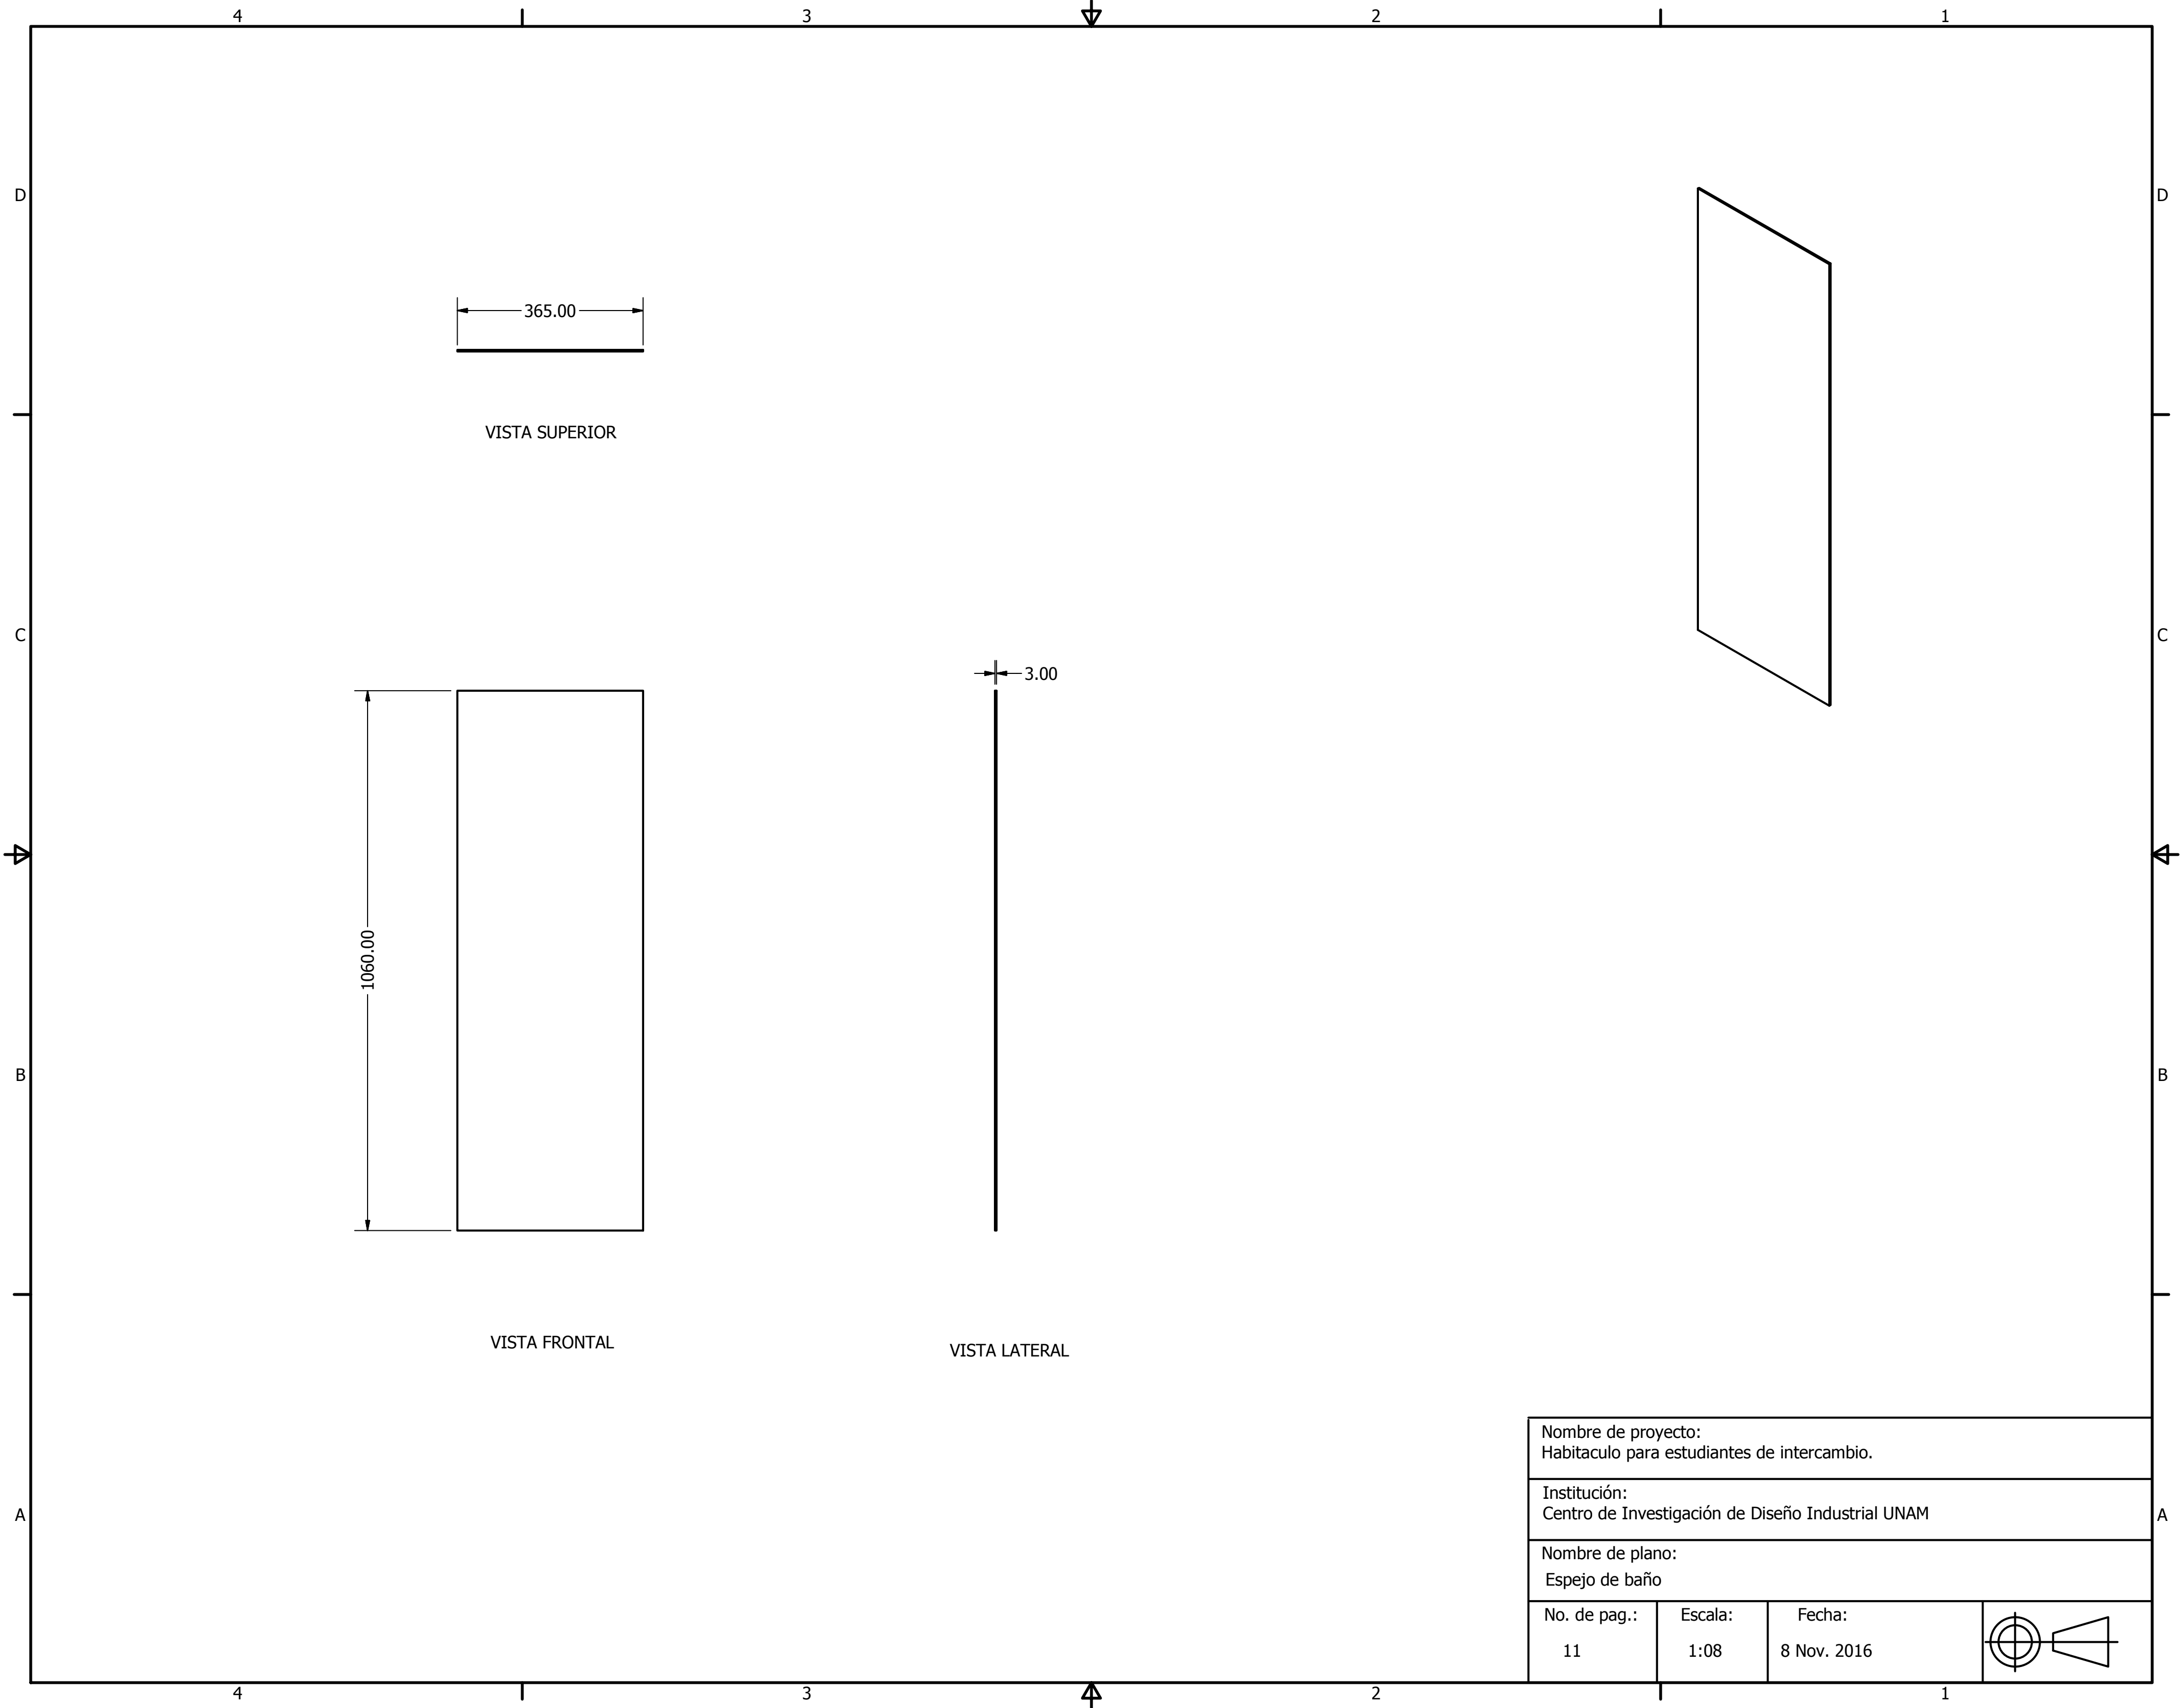 4 3 2 1
D D
365.00
VISTA SUPERIOR
C C
3.00
1060.00
B B
VISTA FRONTAL
VISTA LATERAL
Nombre de proyecto:
Habitaculo para estudiantes de intercambio.
Institución:
Centro de Investigación de Diseño Industrial UNAM
A A
Nombre de plano:
Espejo de baño
No. de pag.: Escala: Fecha:
11 1:08 8 Nov. 2016
4 3 2 1